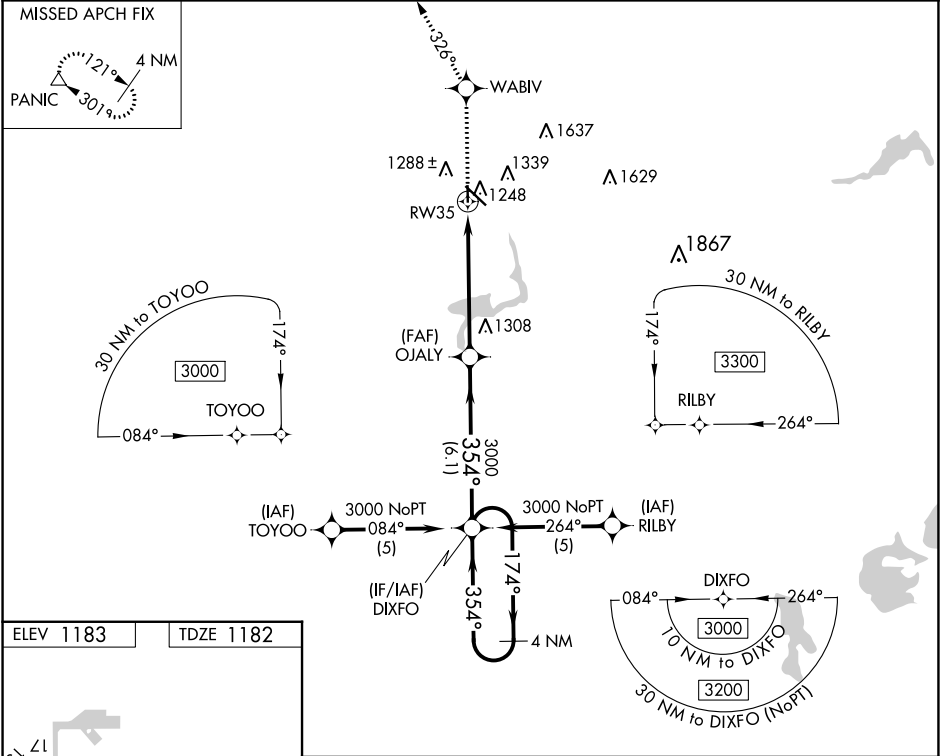 MISSED APCH FIX
4 NM
121°
PANIC
301°
326°
WABIV
1637
1288 ±
1339
1629
1248
RW35
1867
30 NM to TOYOO
174°
3000
TOYOO
084°
(FAF)
OJALY
1308
30 NM to RILBY
174°
3300
RILBY
264°
3000
354°
(6.1)
(IAF)
TOYOO
3000 NoPT
084°
(5)
3000 NoPT
264°
(5)
(IAF)
RILBY
(IF/IAF)
DIXFO
354°
174°
4 NM
DIXFO
084°
264°
3000
10 NM to DIXFO
3200
30 NM to DIXFO (NoPT)
ELEV 1183
TDZE 1182
17